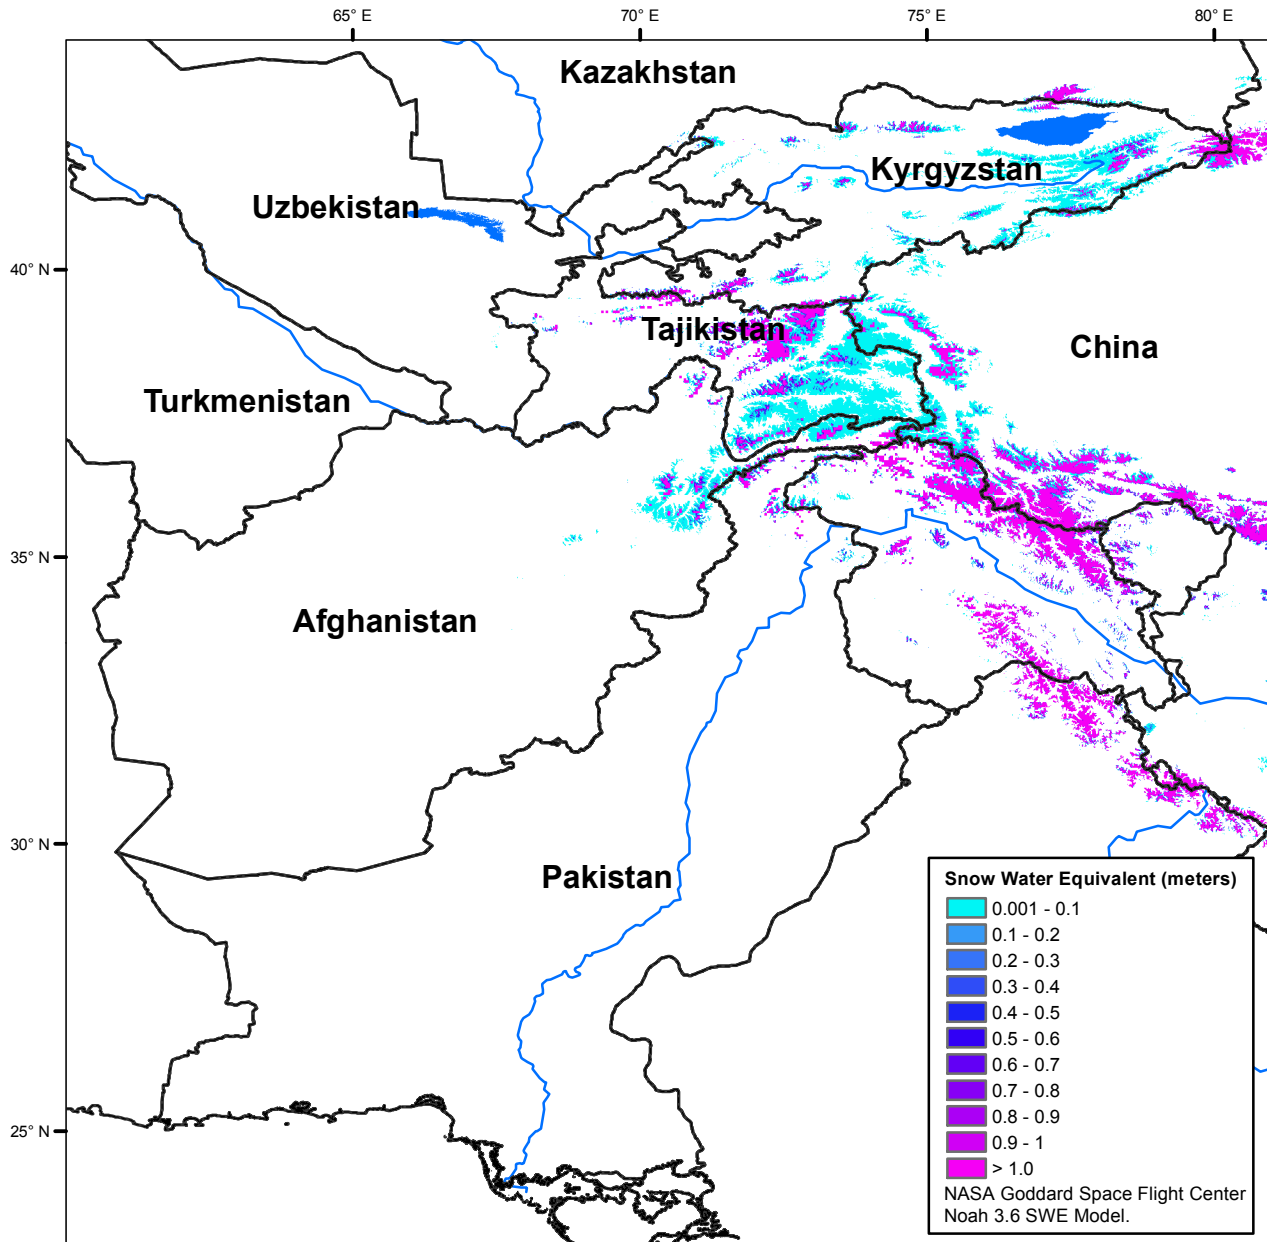 65° E
70° E
75° E
80° E
Kazakhstan
Kyrgyzstan
Uzbekistan
40° N
Tajikistan
China
Turkmenistan
35° N
Afghanistan
30° N
Pakistan
25° N
Snow Water Equivalent (meters)
0.001 - 0.1
0.1 - 0.2
0.2 - 0.3
0.3 - 0.4
0.4 - 0.5
0.5 - 0.6
0.6 - 0.7
0.7 - 0.8
0.8 - 0.9
0.9 - 1
> 1.0
NASA Goddard Space Flight Center
Noah 3.6 SWE Model.